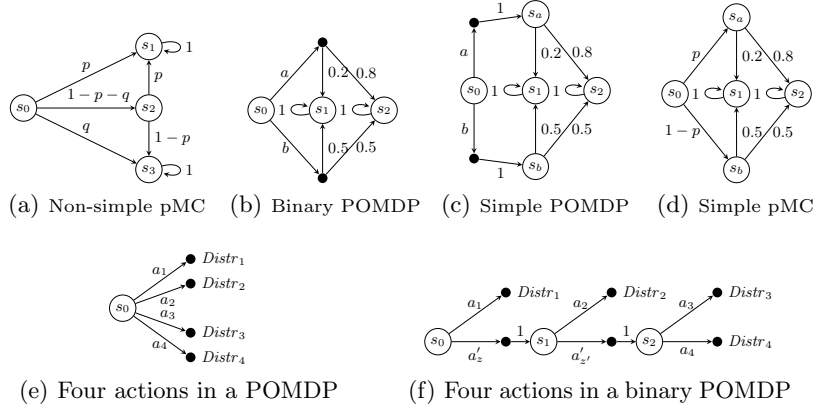 s₀ p 1 − p − q q s₁ 1 p s₂ 1 − p s₃ 1
(a) Non-simple pMC
s₀ a b 0.2 0.8 1 s₁ 1 s₂ 0.5 0.5
(b) Binary POMDP
1 sₐ a 0.2 0.8 s₀ 1 s₁ 1 s₂ b 0.5 0.5 1 s_b
(c) Simple POMDP
sₐ p 0.2 0.8 s₀ 1 s₁ 1 s₂ 1 − p 0.5 0.5 s_b
(d) Simple pMC
s₀ a₁ Distr₁
a₂ Distr₂
a₃ Distr₃
a₄ Distr₄
(e) Four actions in a POMDP
a₁ Distr₁ a₂ Distr₂ a₃ Distr₃
s₀ a′_z 1 s₁ a′_z′ 1 s₂ a₄ Distr₄
(f) Four actions in a binary POMDP